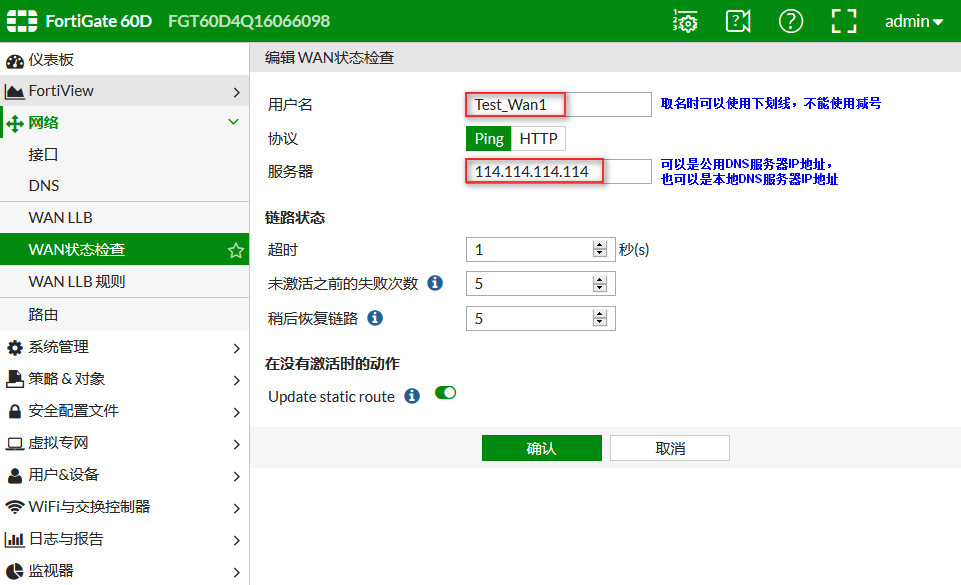 FortiGate 60D FGT60D4Q16066098
admin
仪表板
FortiView
网络
接口
DNS
WAN LLB
WAN状态检查
WAN LLB 规则
路由
系统管理
策略 & 对象
安全配置文件
虚拟专网
用户&设备
WiFi与交换控制器
日志与报告
监视器
编辑 WAN状态检查
用户名 Test_Wan1 取名时可以使用下划线，不能使用减号
协议 Ping HTTP
服务器 114.114.114.114 可以是公用DNS服务器IP地址，
也可以是本地DNS服务器IP地址
链路状态
超时 1 秒(s)
未激活之前的失败次数 5
稍后恢复链路 5
在没有激活时的动作
Update static route
确认 取消